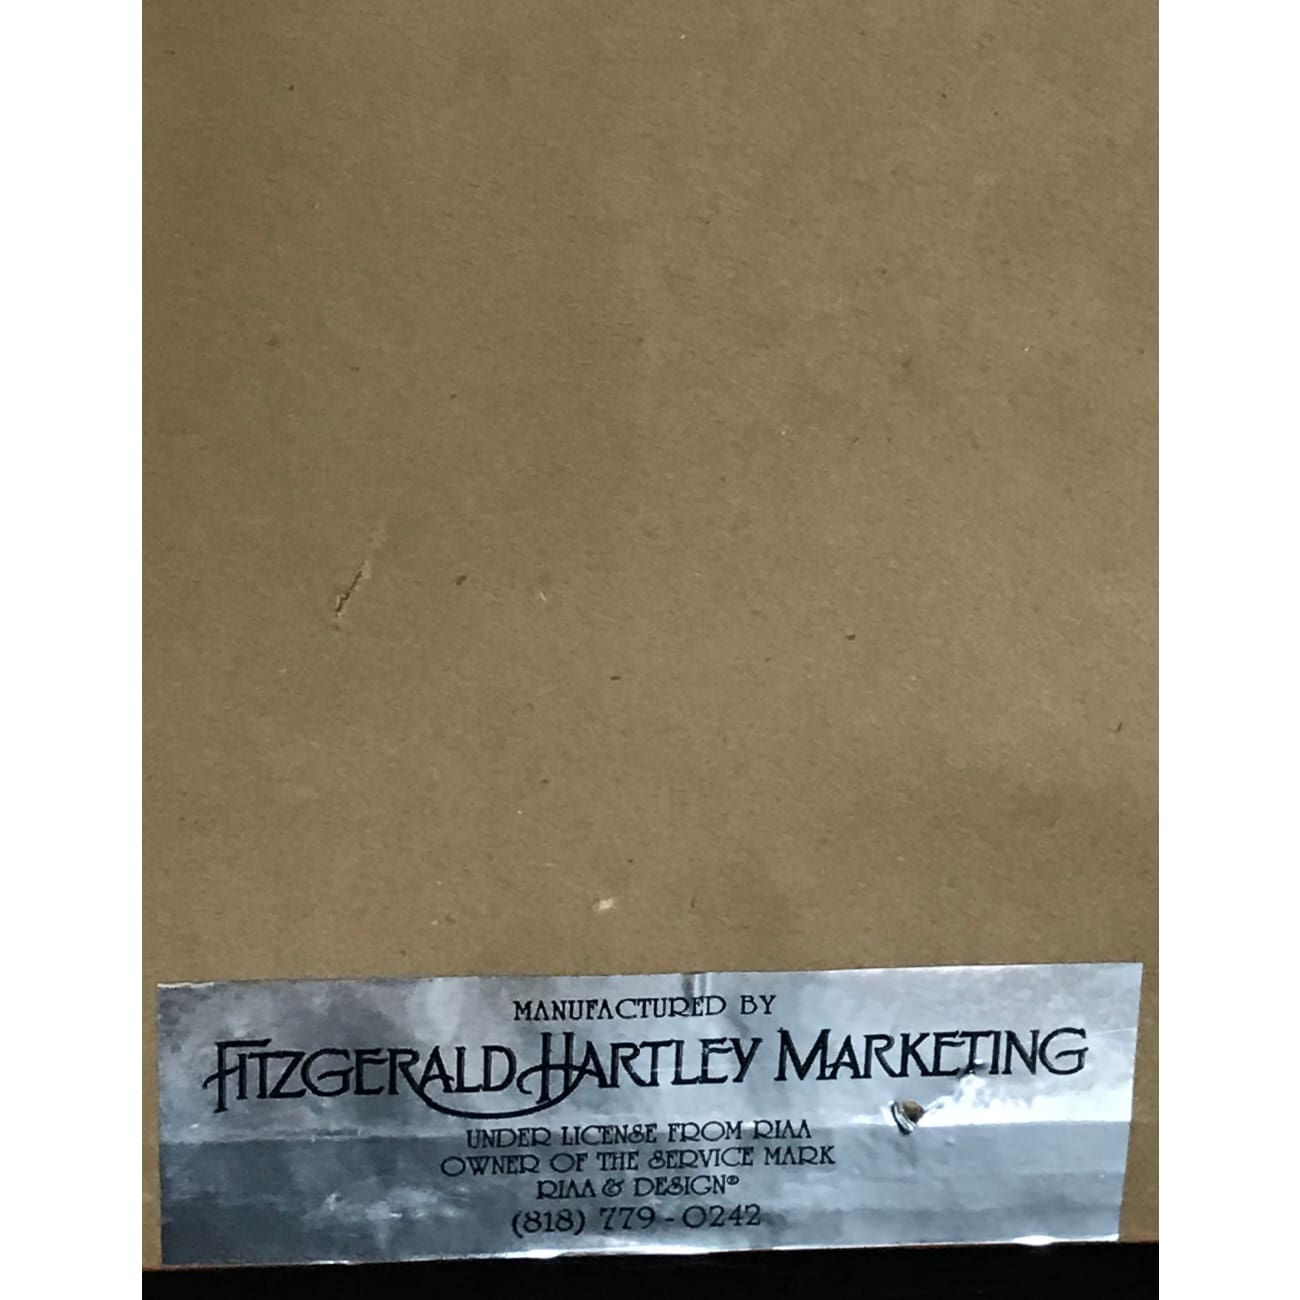 MANUFACTURED BY
FITZGERALD HARTLEY MARKETING
UNDER LICENSE FROM RIAA
OWNER OF THE SERVICE MARK
RIAA & DESIGN®
(818) 779-0242